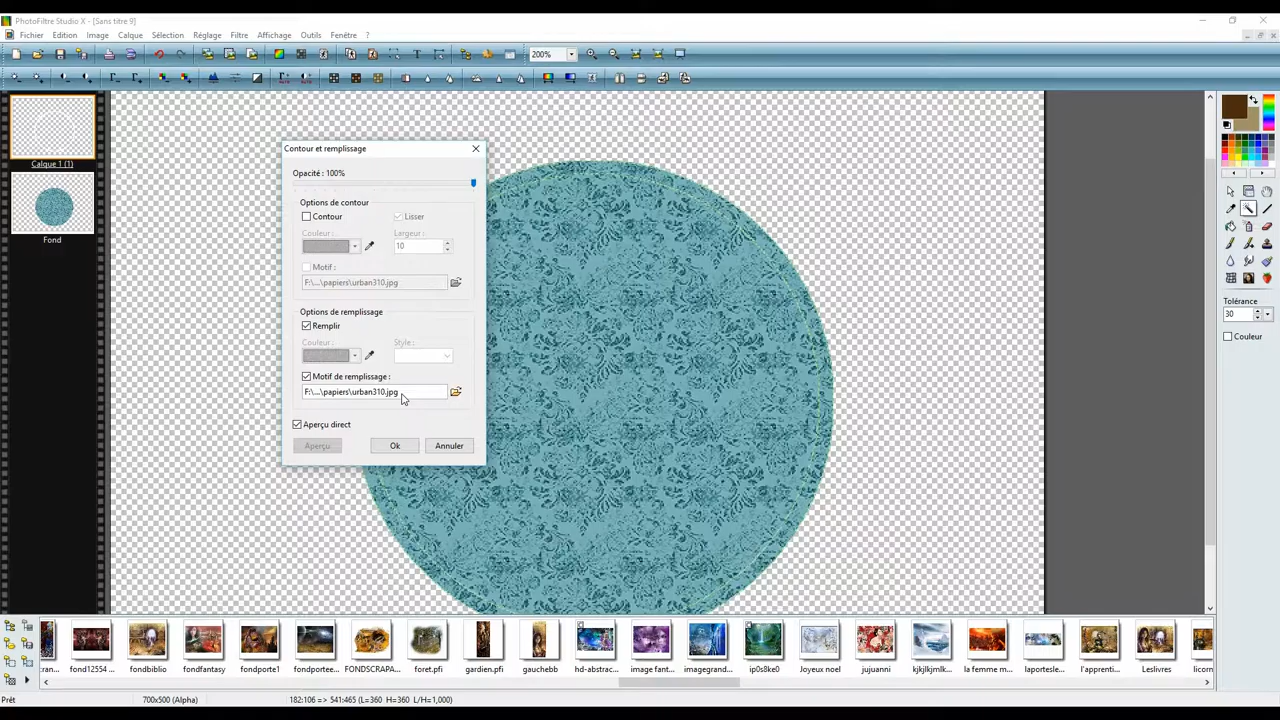 PhotoFiltre Studio X - [Sans titre 9]
Fichier Edition Image Calque Sélection Réglage Filtre Affichage Outils Fenêtre ?
200%
Calque 1 (1)
Fond
Contour et remplissage
Opacité : 100%
Options de contour
Contour Lisser
Couleur : Largeur :
10
Motif :
F:\...\papiers\urban310.jpg
Options de remplissage
Remplir
Couleur : Style :
Motif de remplissage :
F:\...\papiers\urban310.jpg
Aperçu direct
Aperçu Ok Annuler
Tolérance
30
Couleur
fond12554 ... fondbiblio fondfantasy fondporte1 fondportee... FONDSCRAPA... foret.pfi gardien.pfi gauchebb hd-abstrac... image fant... imagegrand... ip0s8ke0 Joyeux noel jujuanni kjkjlkjmlk... la femme m... laportesle... l'apprenti... Leslivres licorn
Prêt 700x500 (Alpha) 182:106 => 541:465 (L=360 H=360 L/H=1,000)